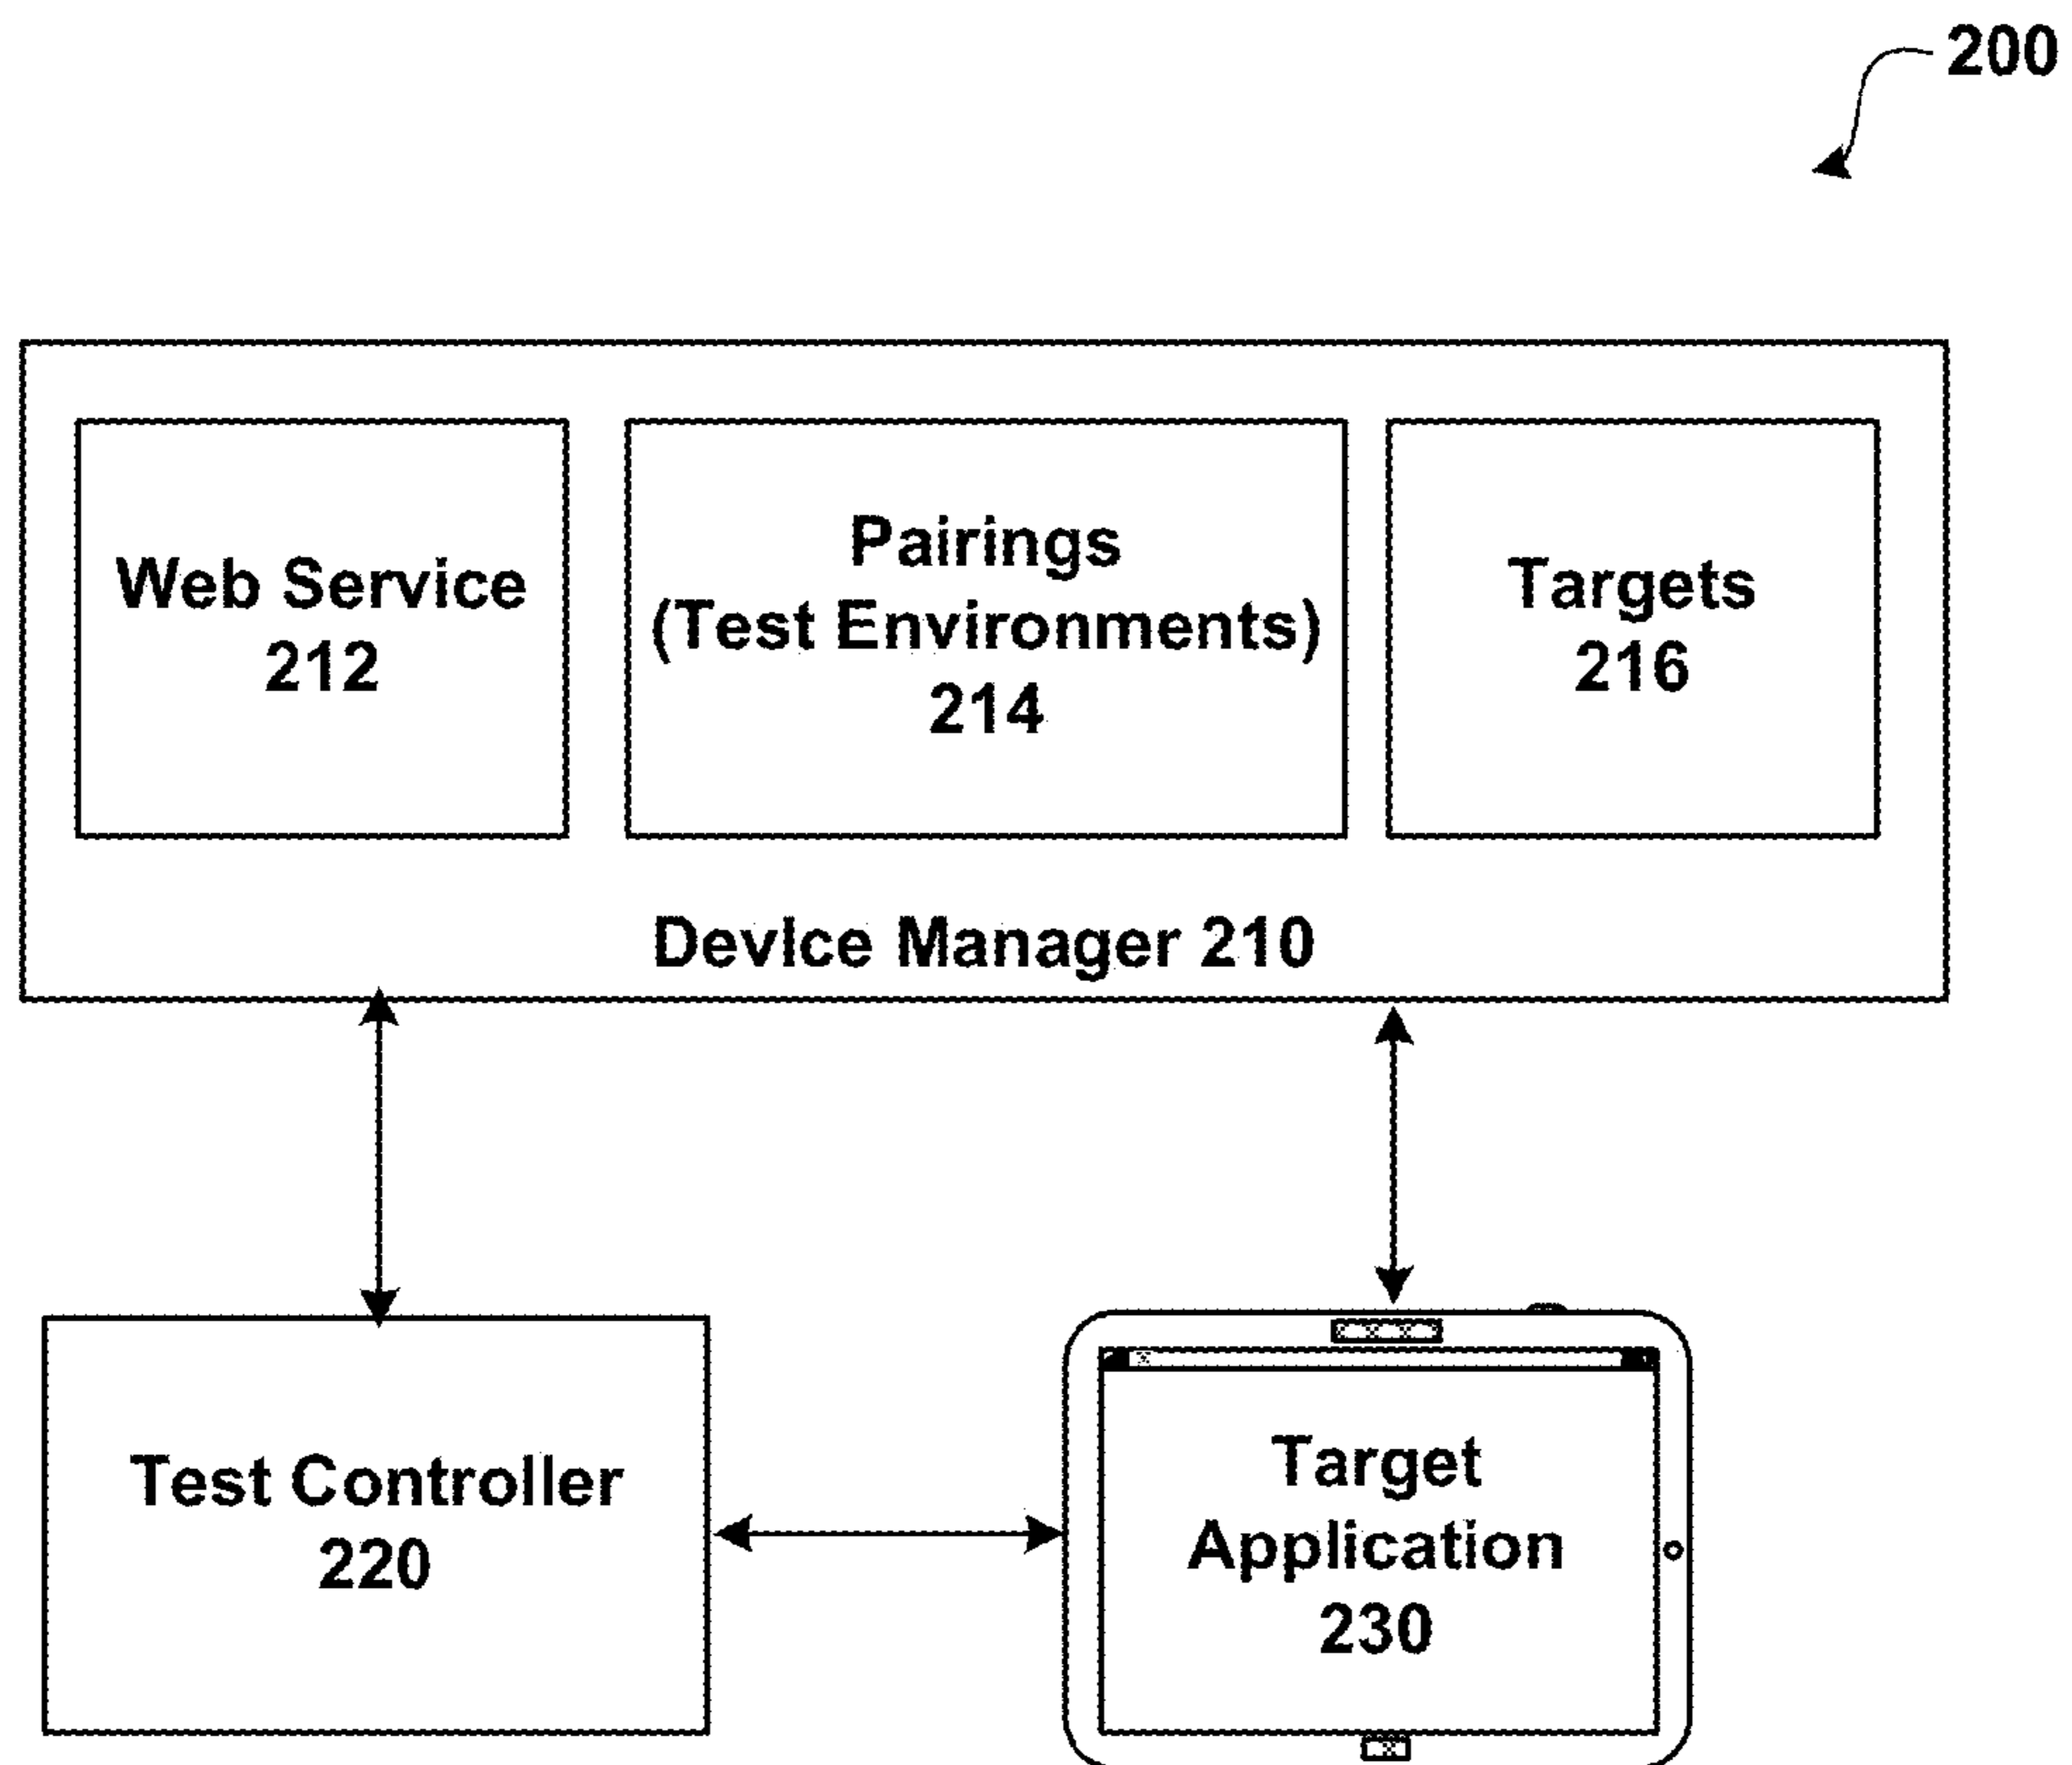 200
Web Service
212
Pairings
(Test Environments)
214
Targets
216
Device Manager 210
Test Controller
220
Target
Application
230